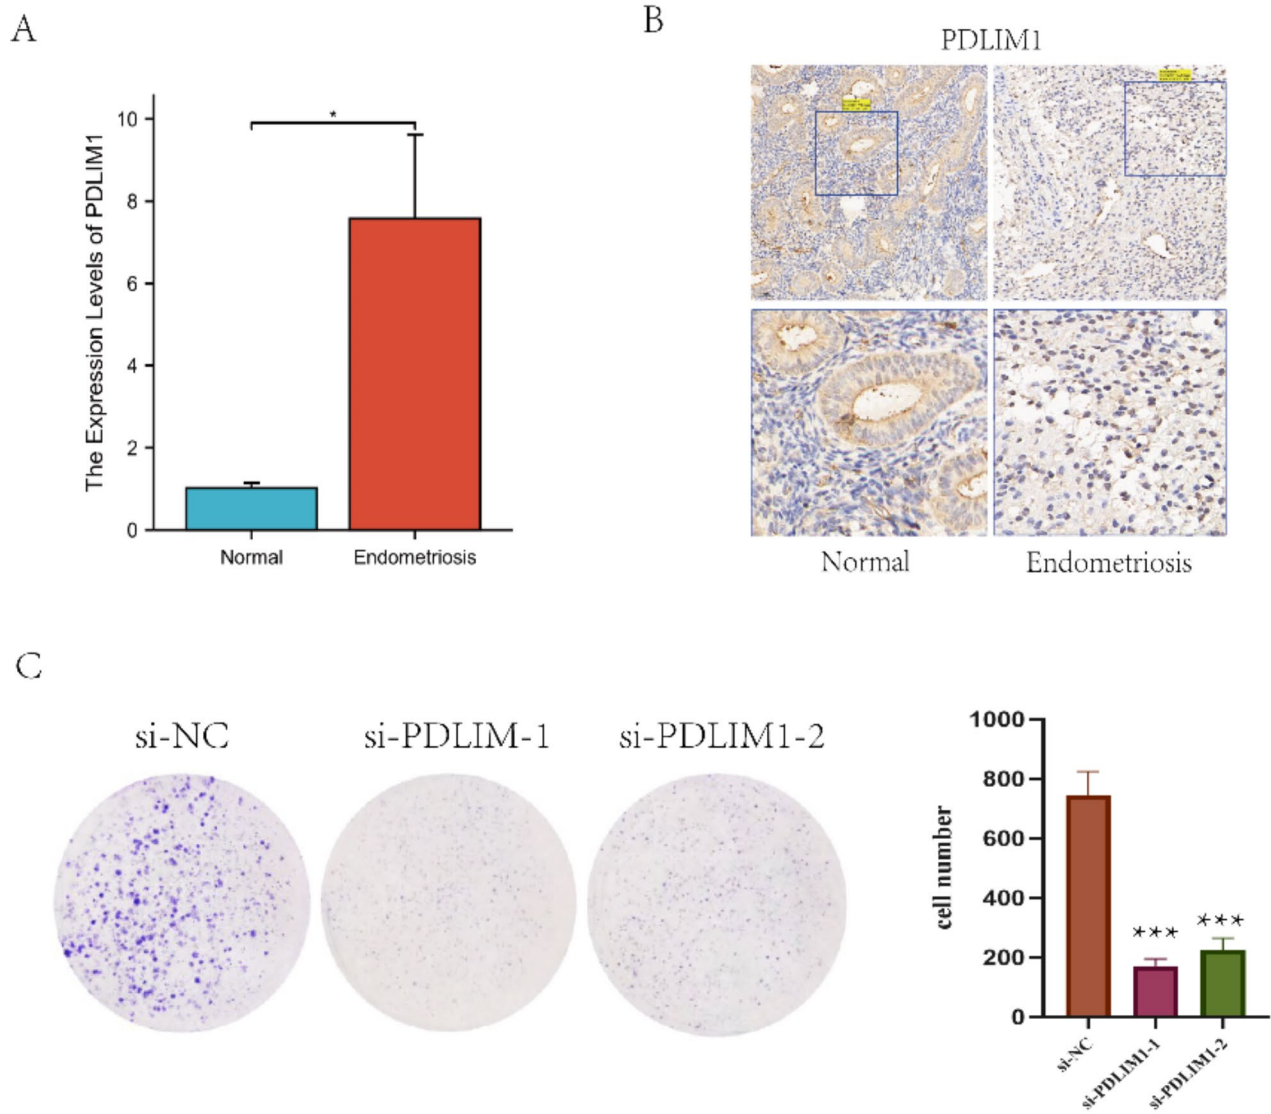 A
The Expression Levels of PDLIM1
10
8
6
4
2
0
*
Normal
Endometriosis
B
PDLIM1
Normal
Endometriosis
C
si-NC
si-PDLIM-1
si-PDLIM1-2
cell number
1000
800
600
400
200
0
***
***
si-NC
si-PDLIM1-1
si-PDLIM1-2